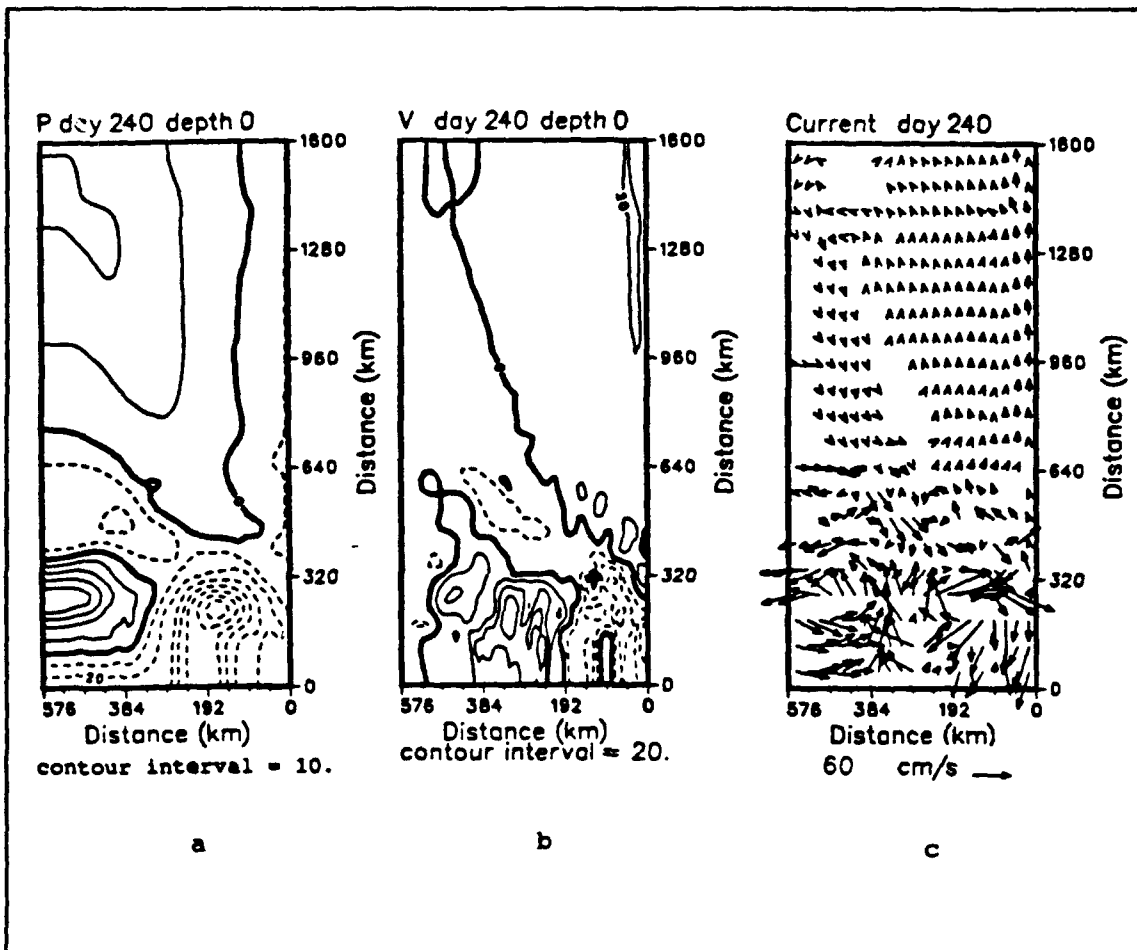 P day 240 depth 0
1600
1280
960
640
320
0
Distance (km)
20
576 384 192 0
Distance (km)
contour interval = 10.
a
V day 240 depth 0
1600
1280
960
640
320
0
Distance (km)
576 384 192 0
Distance (km)
contour interval = 20.
b
Current day 240
1600
1280
960
640
320
0
Distance (km)
576 384 192 0
Distance (km)
60 cm/s
c